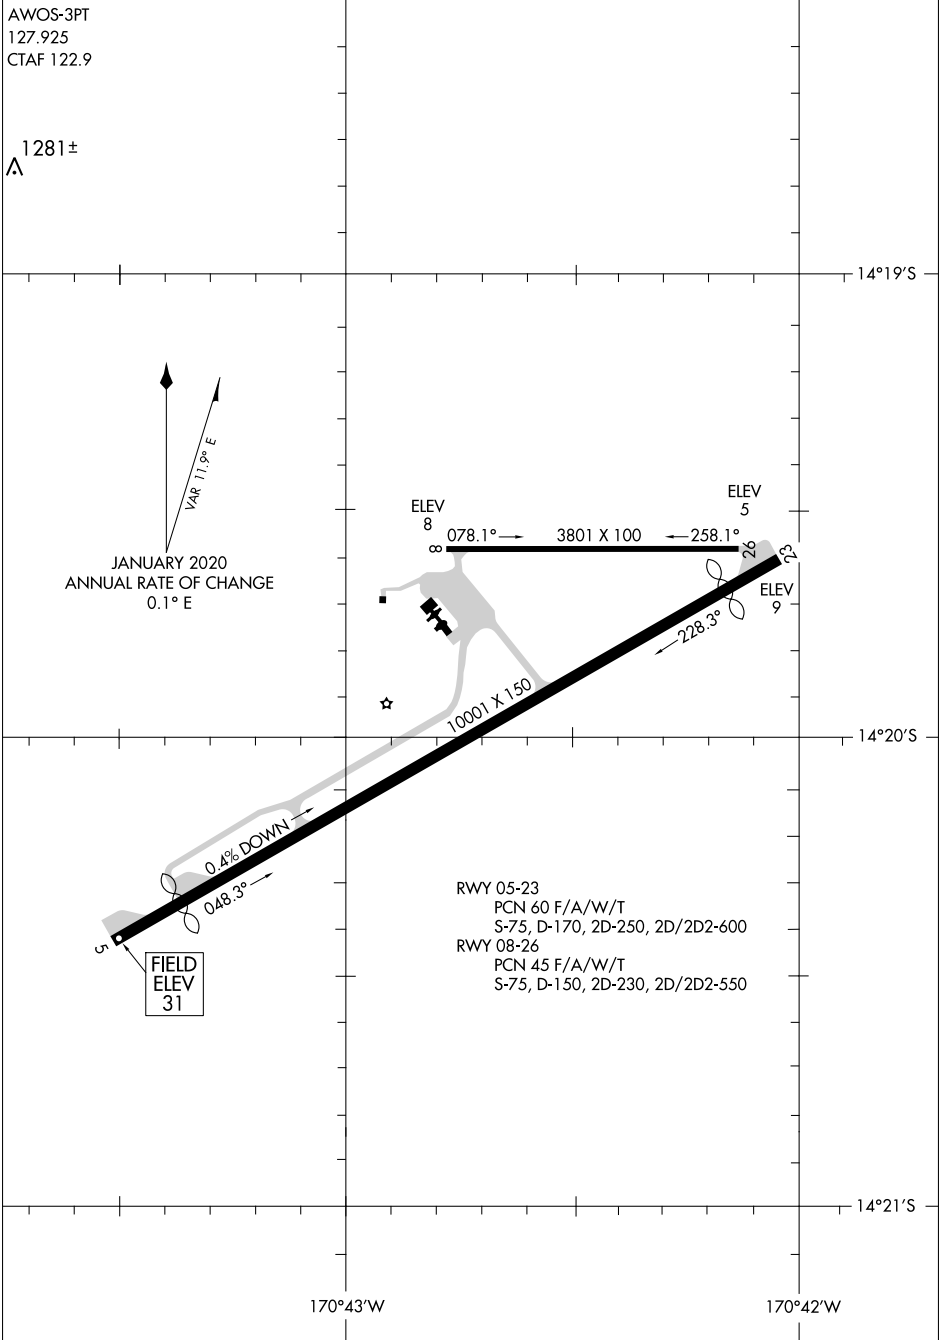 AWOS-3PT
127.925
CTAF 122.9
1281±
14°19'S
VAR 11.9° E
JANUARY 2020
ANNUAL RATE OF CHANGE
0.1° E
ELEV
8
ELEV
5
8
078.1°
3801 X 100
258.1°
26
23
ELEV
9
228.3°
10001 X 150
14°20'S
0.4% DOWN
048.3°
5
FIELD
ELEV
31
RWY 05-23
PCN 60 F/A/W/T
S-75, D-170, 2D-250, 2D/2D2-600
RWY 08-26
PCN 45 F/A/W/T
S-75, D-150, 2D-230, 2D/2D2-550
14°21'S
170°43'W
170°42'W